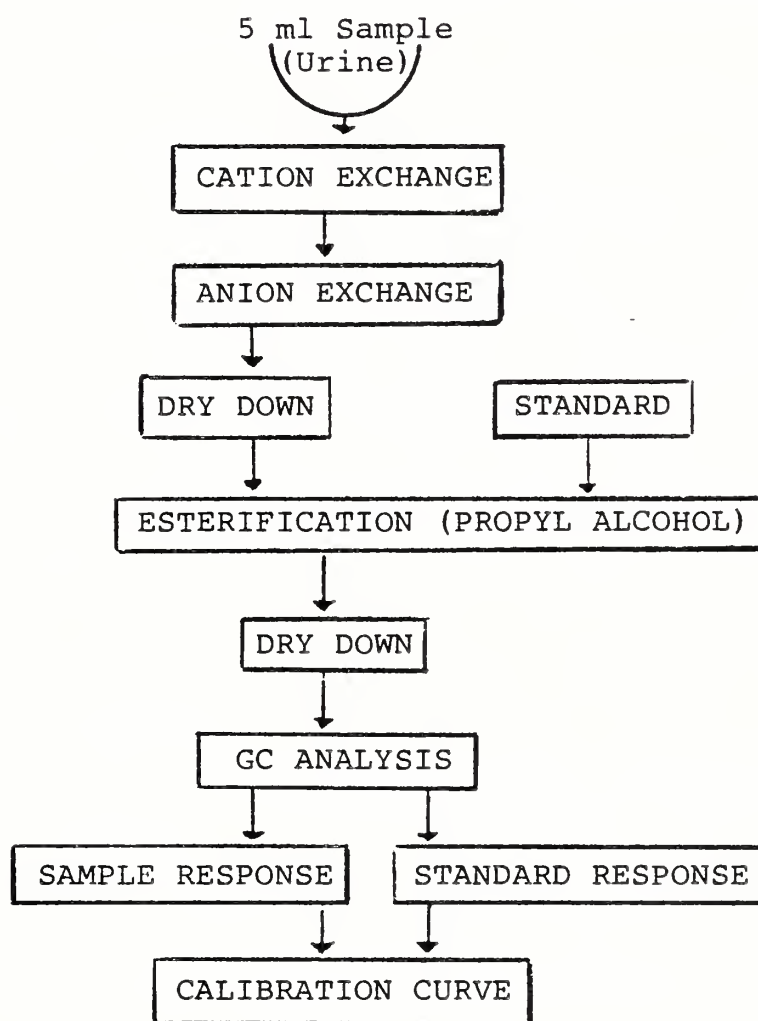 5 ml Sample
(Urine)
CATION EXCHANGE
ANION EXCHANGE
DRY DOWN
STANDARD
ESTERIFICATION (PROPYL ALCOHOL)
DRY DOWN
GC ANALYSIS
SAMPLE RESPONSE
STANDARD RESPONSE
CALIBRATION CURVE